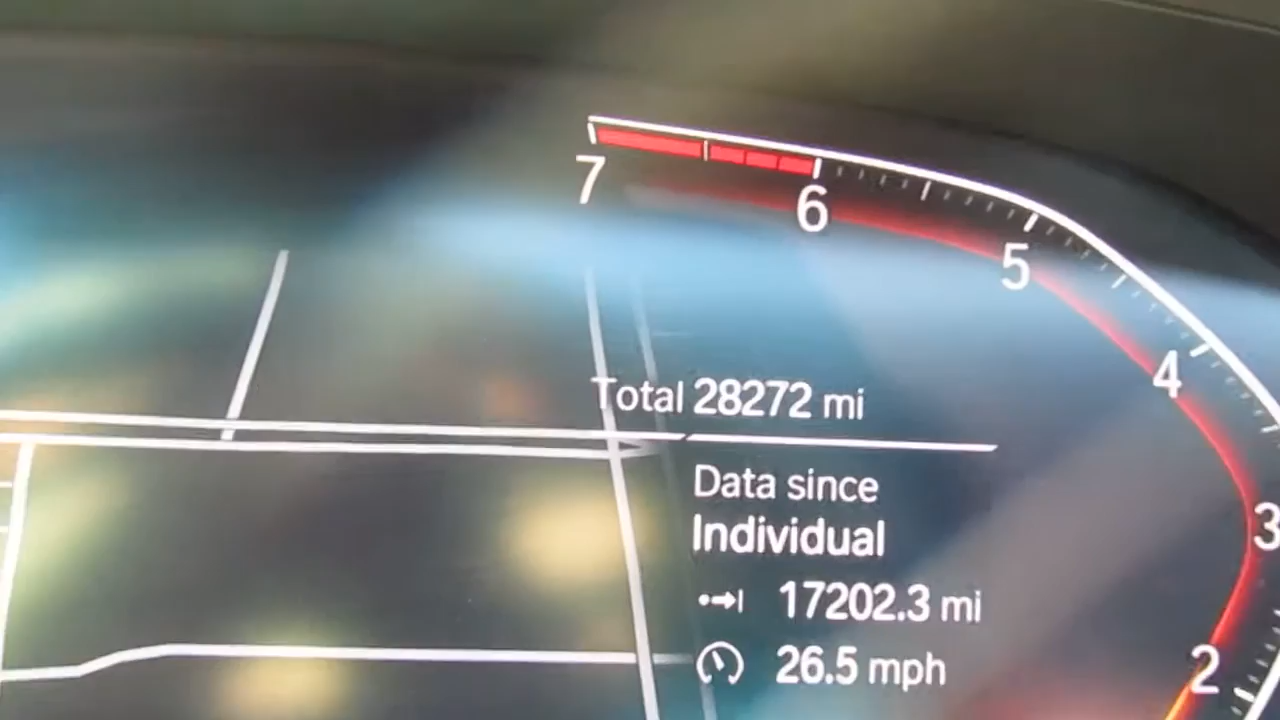 7
6
5
4
Total 28272 mi
Data since
Individual
3
17202.3 mi
26.5 mph
2